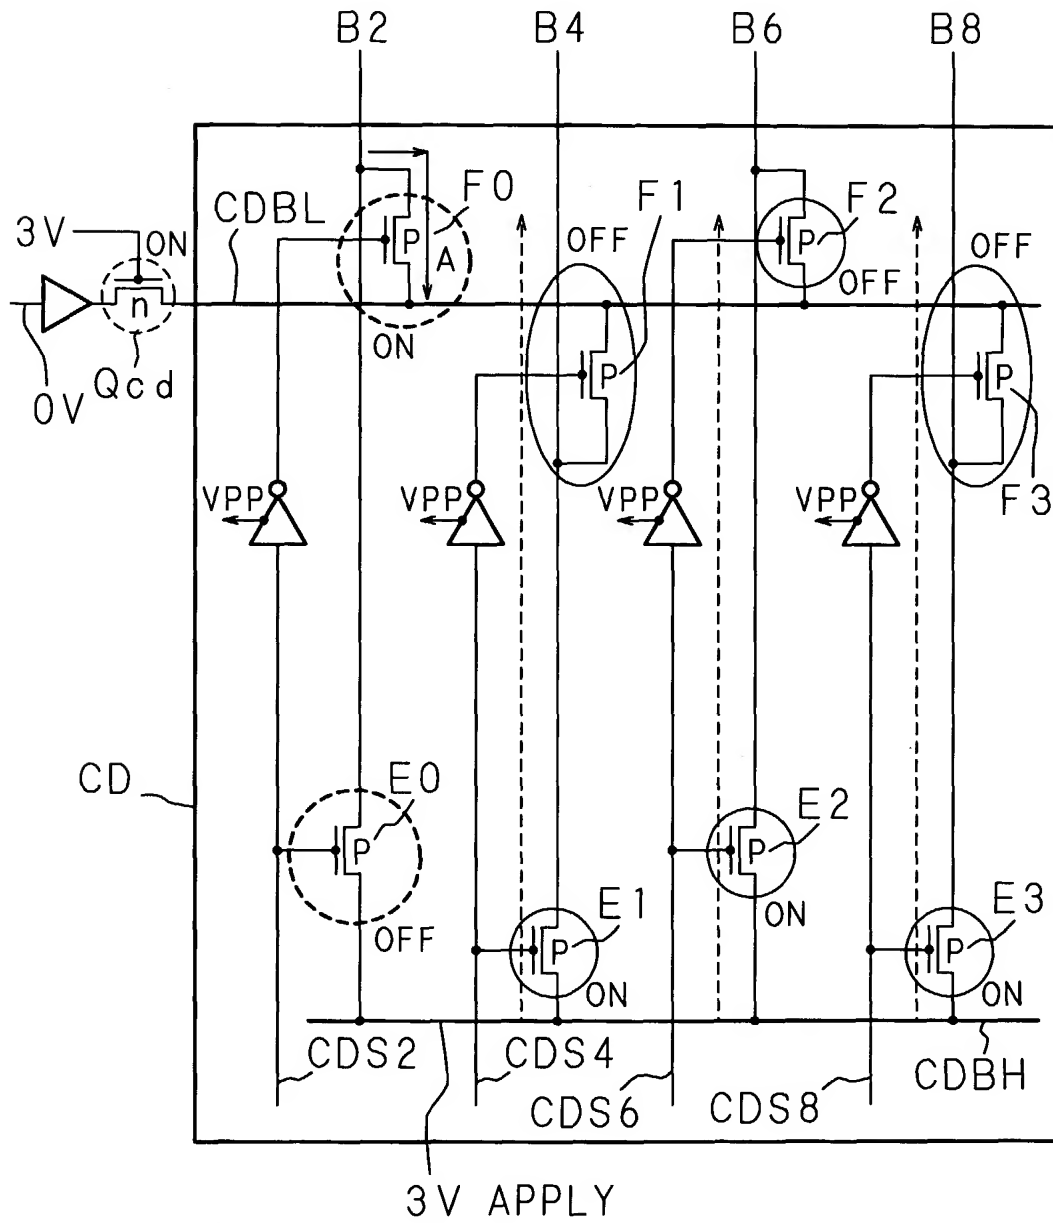 B2 B4 B6 B8
F0
F1
F2
CDBL
3V
ON
P
A
OFF
P
OFF
OFF
n
Qcd
0V
ON
P
P
F3
VPP VPP VPP VPP
CD
E0
P
OFF
E2
P
ON
E1
P
ON
E3
P
ON
CDS2 CDS4 CDS6 CDS8 CDBH
3V APPLY